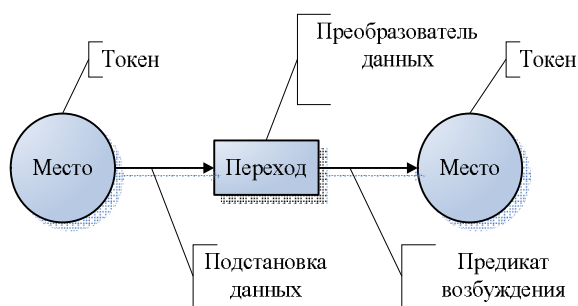 Преобразователь
данных
Токен
Токен
Место
Переход
Место
Подстановка
данных
Предикат
возбуждения